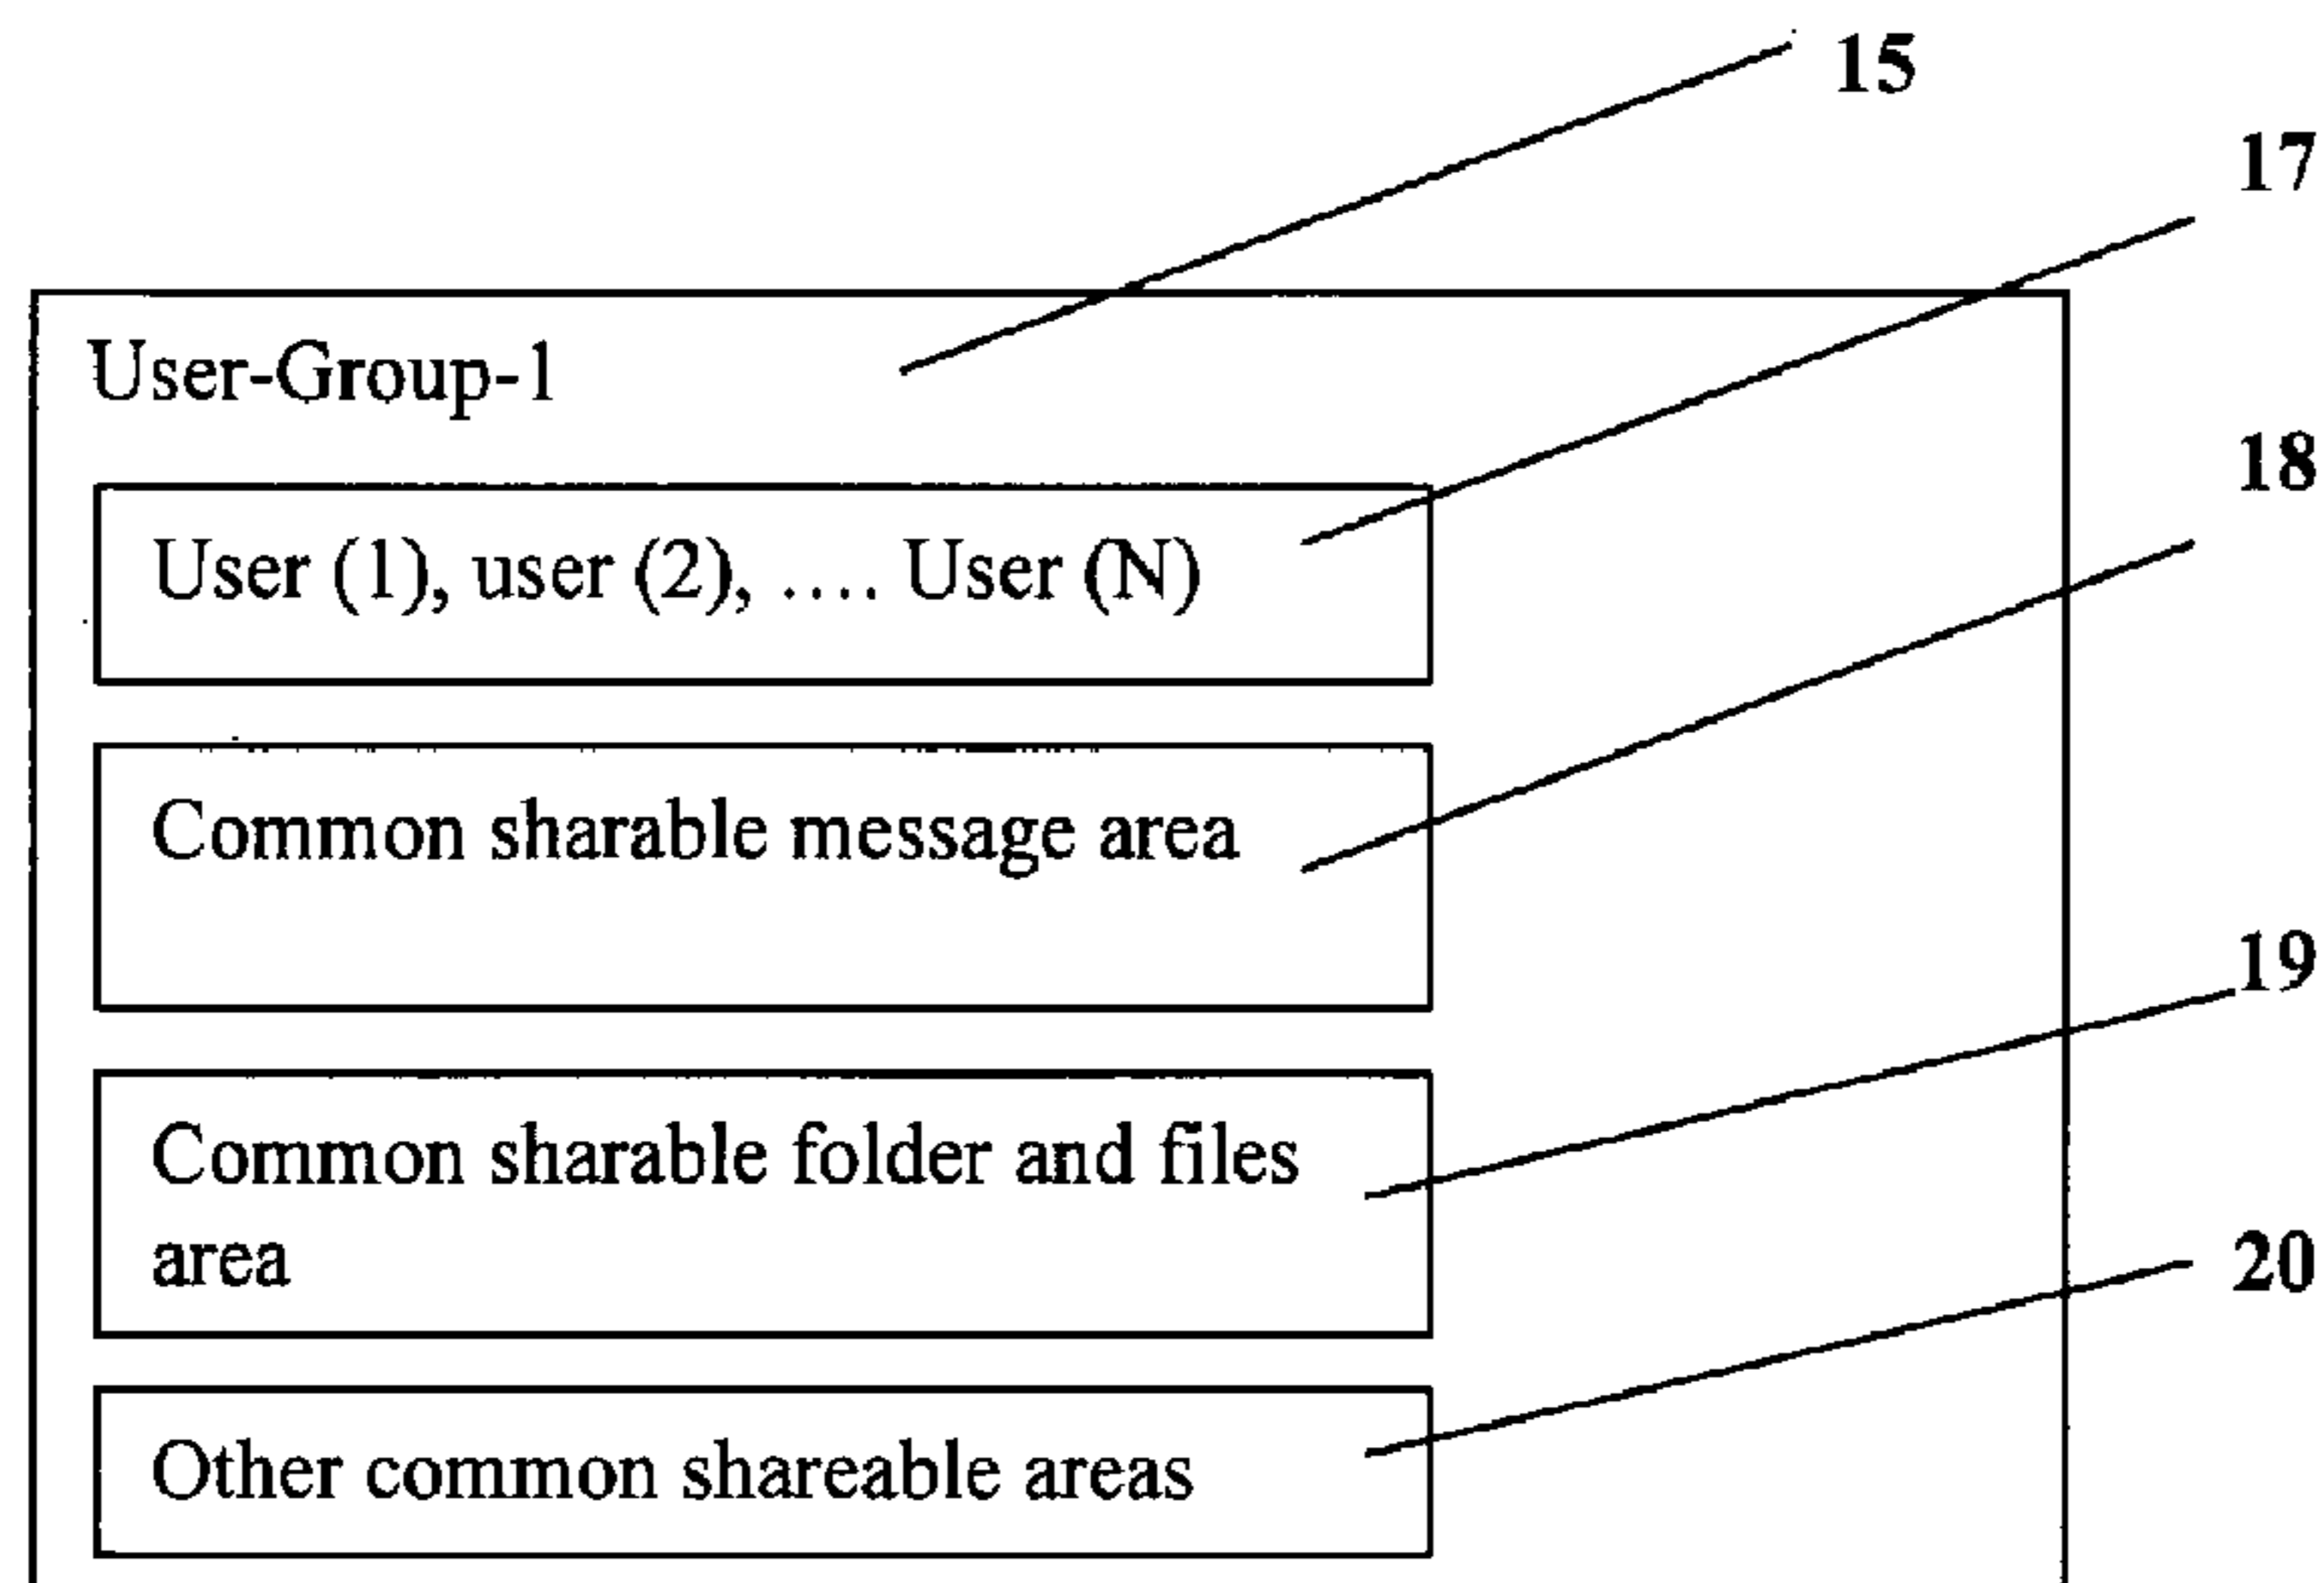 15
17
User-Group-1
18
User (1), user (2), .... User (N)
Common sharable message area
19
Common sharable folder and files
area
20
Other common shareable areas